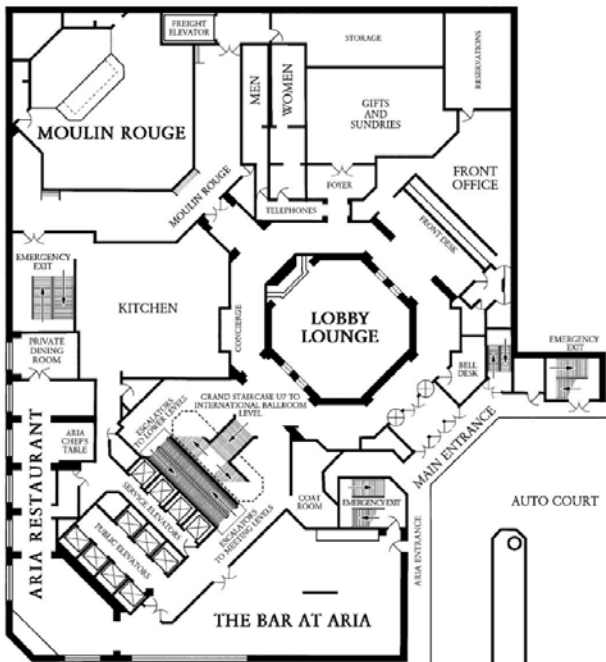 FREIGHT
ELEVATOR
STORAGE
RESERVATIONS
MEN
WOMEN
GIFTS
AND
SUNDRIES
MOULIN ROUGE
FRONT
OFFICE
MOULIN ROUGE
FOYER
TELEPHONES
FRONT DESK
EMERGENCY
EXIT
KITCHEN
CONCIERGE
LOBBY
LOUNGE
PRIVATE
DINING
ROOM
BELL
DESK
EMERGENCY
EXIT
GRAND STAIRCASE UP TO
INTERNATIONAL BALLROOM
LEVEL
ESCALATORS
TO LOWER LEVELS
MAIN ENTRANCE
ARIA
CHEF'S
TABLE
ARIA RESTAURANT
SERVICE ELEVATORS
PUBLIC ELEVATORS
ESCALATORS
TO MEETING LEVELS
COAT
ROOM
EMERGENCY EXIT
AUTO COURT
ARIA ENTRANCE
THE BAR AT ARIA